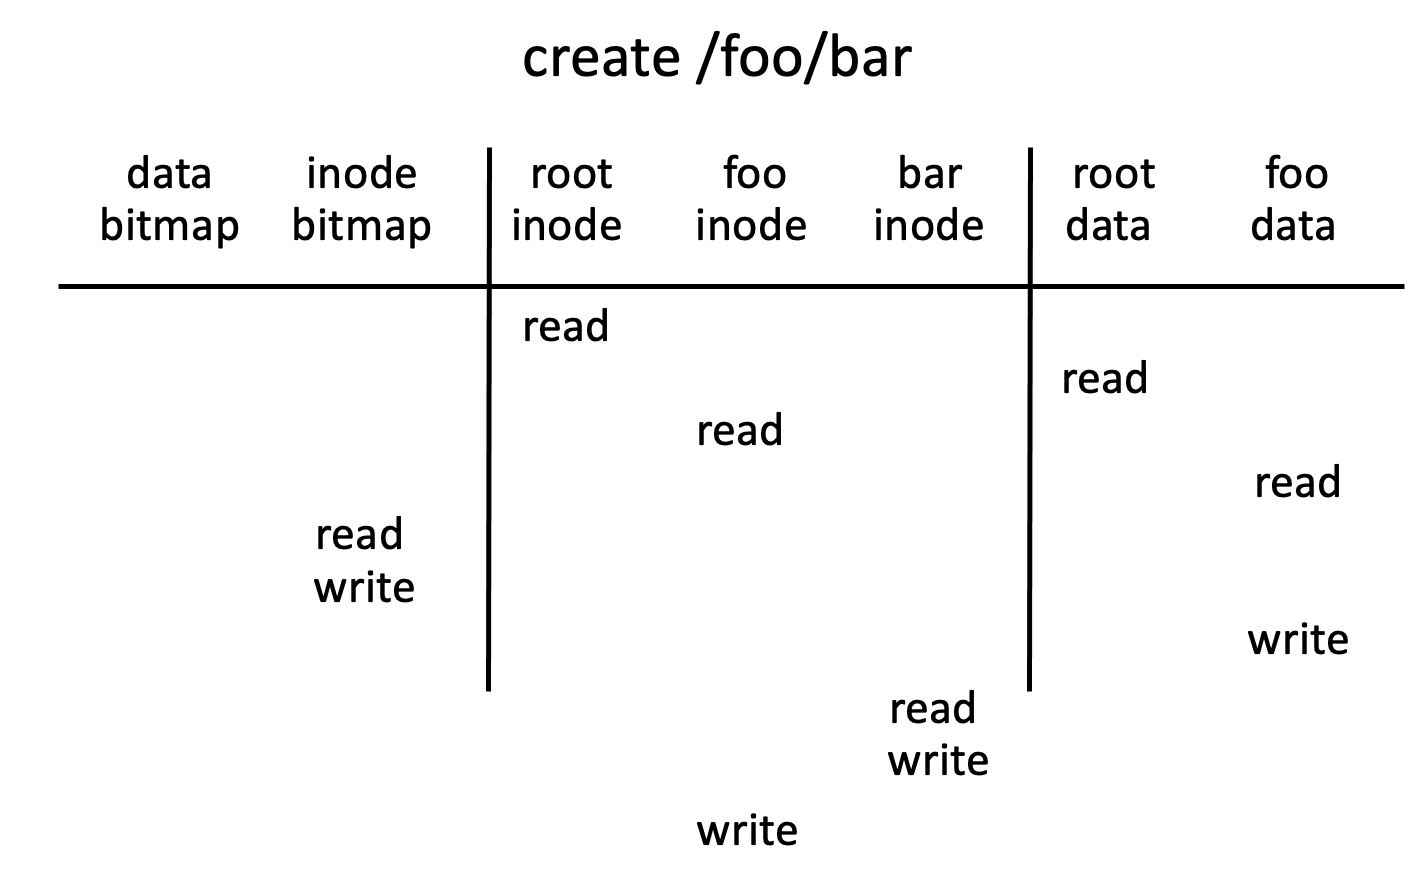 create /foo/bar
data inode root foo bar root foo
bitmap bitmap inode inode inode data data
read
read
read
read
read
write
write
read
write
write